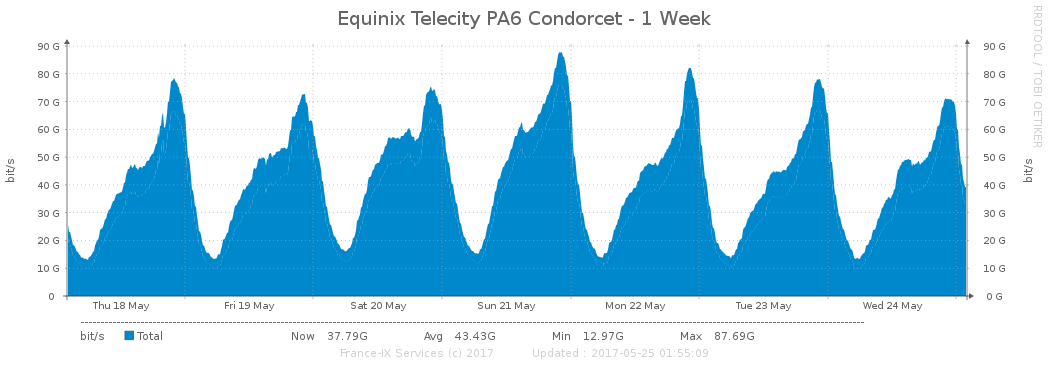 Equinix Telecity PA6 Condorcet - 1 Week
RRDTOOL / TOBI OETIKER
90 G 90 G
80 G 80 G
70 G 70 G
60 G 60 G
50 G 50 G
40 G 40 G
30 G 30 G
20 G 20 G
10 G 10 G
0 0 G
bit/s bit/s
Thu 18 May Fri 19 May Sat 20 May Sun 21 May Mon 22 May Tue 23 May Wed 24 May
bit/s Total Now 37.79G Avg 43.43G Min 12.97G Max 87.69G
France-IX Services (c) 2017 Updated : 2017-05-25 01:55:09